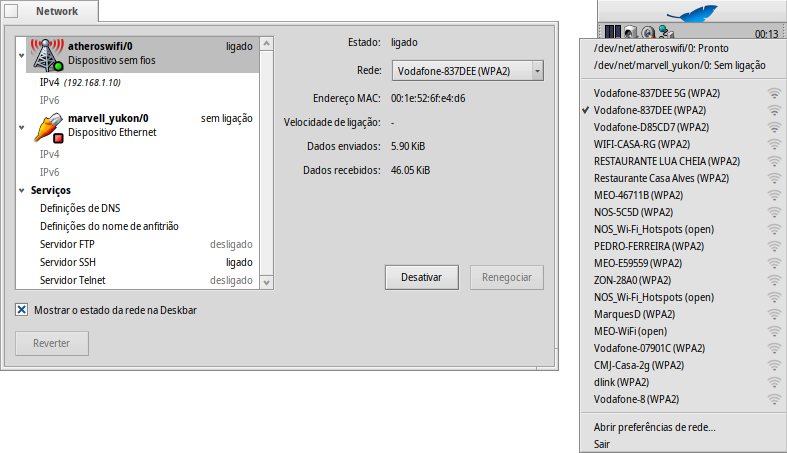 Network
atheroswifi/0 ligado
Dispositivo sem fios
IPv4 (192.168.1.10)
IPv6
marvell_yukon/0 sem ligação
Dispositivo Ethernet
IPv4
IPv6
Serviços
Definições de DNS
Definições do nome de anfitrião
Servidor FTP desligado
Servidor SSH ligado
Servidor Telnet desligado
Estado: ligado
Rede: Vodafone-837DEE (WPA2)
Endereço MAC: 00:1e:52:6f:e4:d6
Velocidade de ligação: -
Dados enviados: 5.90 KiB
Dados recebidos: 46.05 KiB
Desativar Renegociar
Mostrar o estado da rede na Deskbar
Reverter
00:13
/dev/net/atheroswifi/0: Pronto
/dev/net/marvell_yukon/0: Sem ligação
Vodafone-837DEE 5G (WPA2)
Vodafone-837DEE (WPA2)
Vodafone-D85CD7 (WPA2)
WIFI-CASA-RG (WPA2)
RESTAURANTE LUA CHEIA (WPA2)
Restaurante Casa Alves (WPA2)
MEO-46711B (WPA2)
NOS-5C5D (WPA2)
NOS_Wi-Fi_Hotspots (open)
PEDRO-FERREIRA (WPA2)
MEO-E59559 (WPA2)
ZON-28A0 (WPA2)
NOS_Wi-Fi_Hotspots (open)
MarquesD (WPA2)
MEO-WiFi (open)
Vodafone-07901C (WPA2)
CMJ-Casa-2g (WPA2)
dlink (WPA2)
Vodafone-8 (WPA2)
Abrir preferências de rede...
Sair